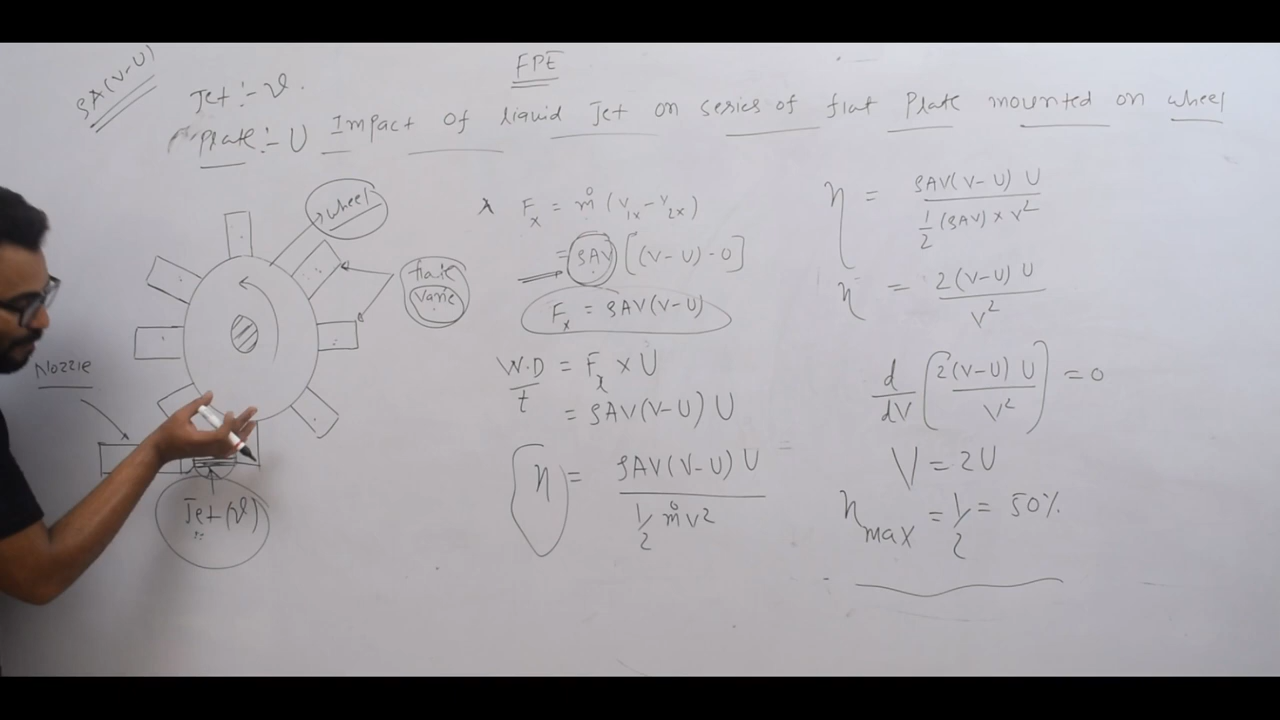 FPE
ρA(V-U)
Jet :- v.
Plate :- U
Impact of liquid Jet on series of flat Plate mounted on wheel
wheel
flate
vane
Nozzle
Jet (v)
* Fx = ṁ (V1x - V2x)
= ρAV [(V-U)-0]
Fx = ρAV(V-U)
W.D/t = Fx × U
= ρAV(V-U) U
η = ρAV(V-U) U / 1/2 ṁ v²
η = ρAV(V-U) U / 1/2 (ρAV) × V²
η = 2(V-U) U / V²
d/dV (2(V-U) U / V²) = 0
V = 2U
ηmax = 1/2 = 50%